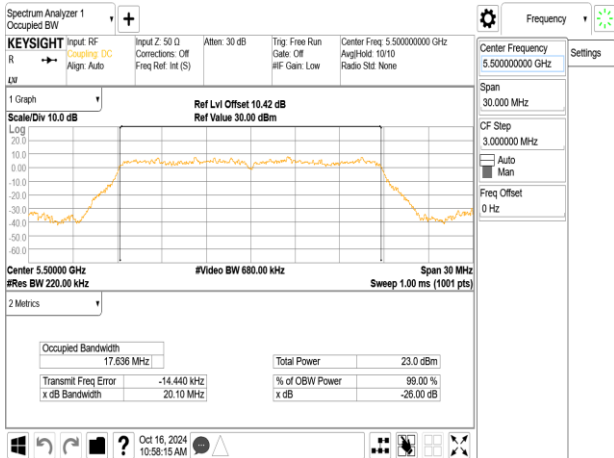 Spectrum Analyzer 1
Occupied BW
Frequency
KEYSIGHT
R
Input: RF
Coupling: DC
Align: Auto
Input Z: 50 Ω
Corrections: Off
Freq Ref: Int (S)
Atten: 30 dB
Trig: Free Run
Gate: Off
#IF Gain: Low
Center Freq: 5.500000000 GHz
Avg|Hold: 10/10
Radio Std: None
Center Frequency
5.500000000 GHz
Settings
Span
30.000 MHz
CF Step
3.000000 MHz
Auto
Man
Freq Offset
0 Hz
1 Graph
Scale/Div 10.0 dB
Ref Lvl Offset 10.42 dB
Ref Value 30.00 dBm
Log
20.0
10.0
0.00
-10.0
-20.0
-30.0
-40.0
-50.0
-60.0
Center 5.50000 GHz
#Video BW 680.00 kHz
Span 30 MHz
#Res BW 220.00 kHz
Sweep 1.00 ms (1001 pts)
2 Metrics
Occupied Bandwidth
17.636 MHz
Total Power
23.0 dBm
Transmit Freq Error
-14.440 kHz
% of OBW Power
99.00 %
x dB Bandwidth
20.10 MHz
x dB
-26.00 dB
?
Oct 16, 2024
10:58:15 AM